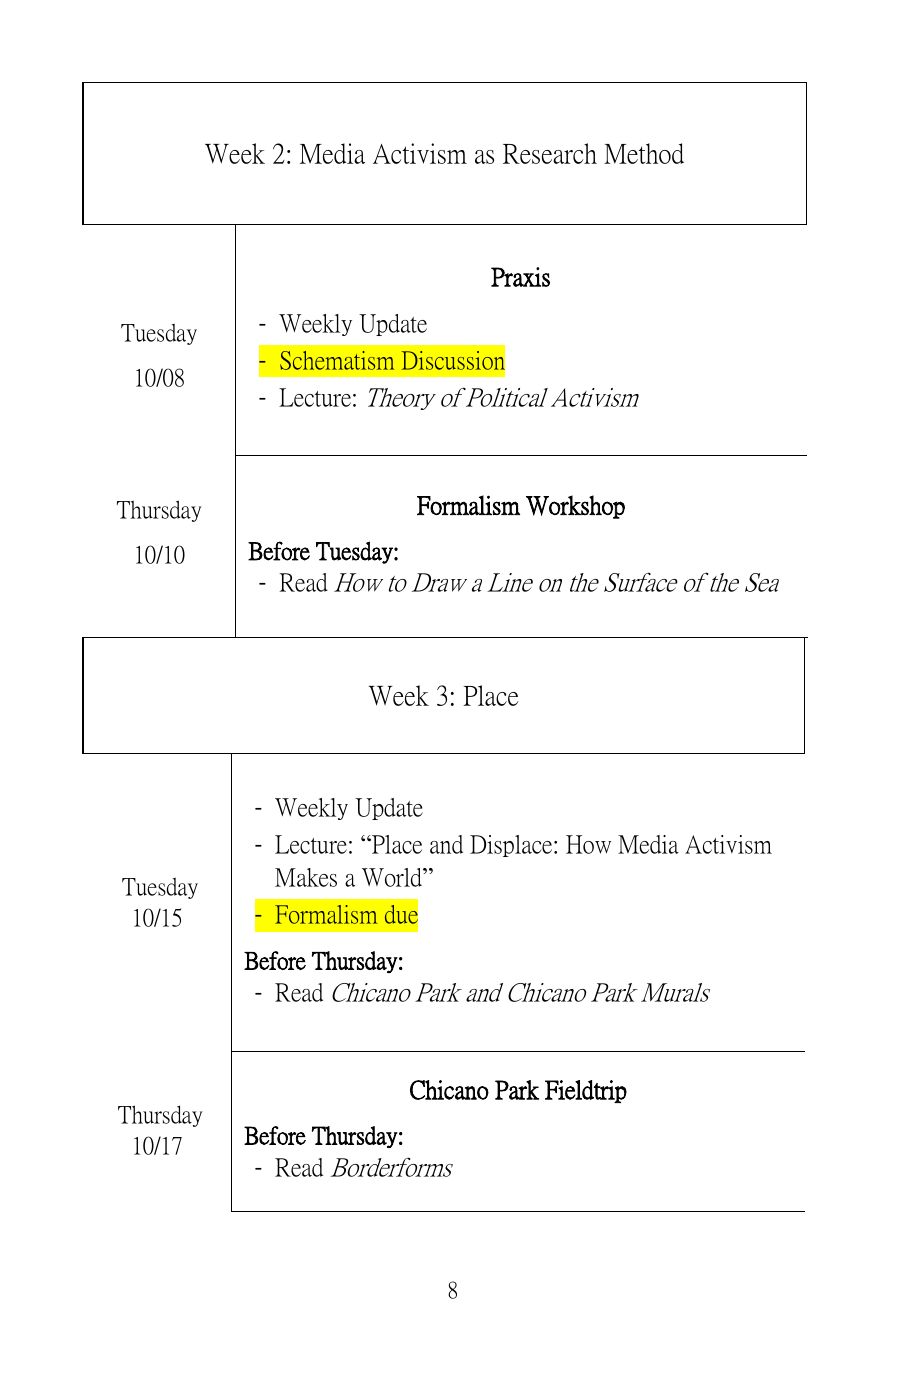 Week 2: Media Activism as Research Method
Tuesday
10/08
Praxis
- Weekly Update
- Schematism Discussion
- Lecture: Theory of Political Activism
Thursday
10/10
Formalism Workshop
Before Tuesday:
- Read How to Draw a Line on the Surface of the Sea
Week 3: Place
Tuesday
10/15
- Weekly Update
- Lecture: “Place and Displace: How Media Activism
Makes a World”
- Formalism due
Before Thursday:
- Read Chicano Park and Chicano Park Murals
Thursday
10/17
Chicano Park Fieldtrip
Before Thursday:
- Read Borderforms
8